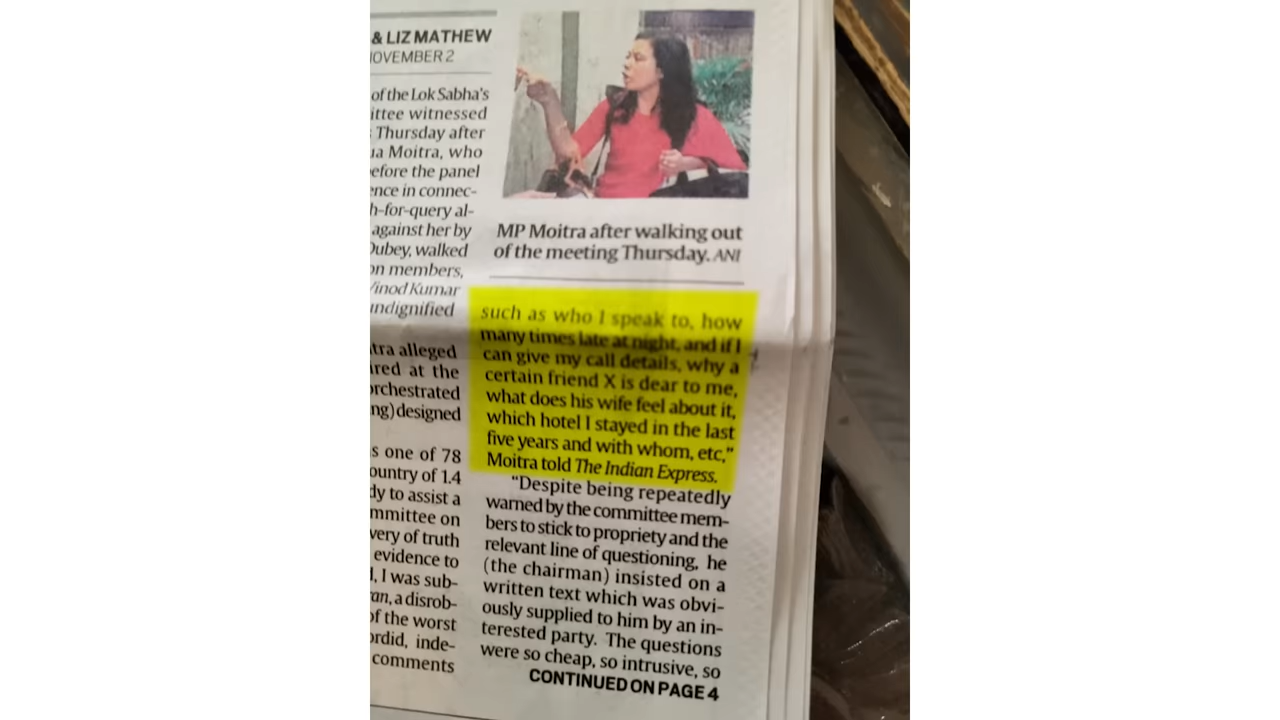 & LIZ MATHEW
NOVEMBER 2
of the Lok Sabha's
ittee witnessed
Thursday after
ua Moitra, who
efore the panel
ence in connec-
h-for-query al-
against her by
Dubey, walked
on members,
Vinod Kumar
undignified
tra alleged
ired at the
orchestrated
ng) designed
s one of 78
ountry of 1.4
dy to assist a
mmittee on
very of truth
evidence to
I, I was sub-
ran, a disrob-
of the worst
ordid, inde-
comments
MP Moitra after walking out
of the meeting Thursday. ANI
such as who I speak to, how
many times late at night, and if I
can give my call details, why a
certain friend X is dear to me,
what does his wife feel about it,
which hotel I stayed in the last
five years and with whom, etc,"
Moitra told The Indian Express.
"Despite being repeatedly
warned by the committee mem-
bers to stick to propriety and the
relevant line of questioning, he
(the chairman) insisted on a
written text which was obvi-
ously supplied to him by an in-
terested party. The questions
were so cheap, so intrusive, so
CONTINUED ON PAGE 4